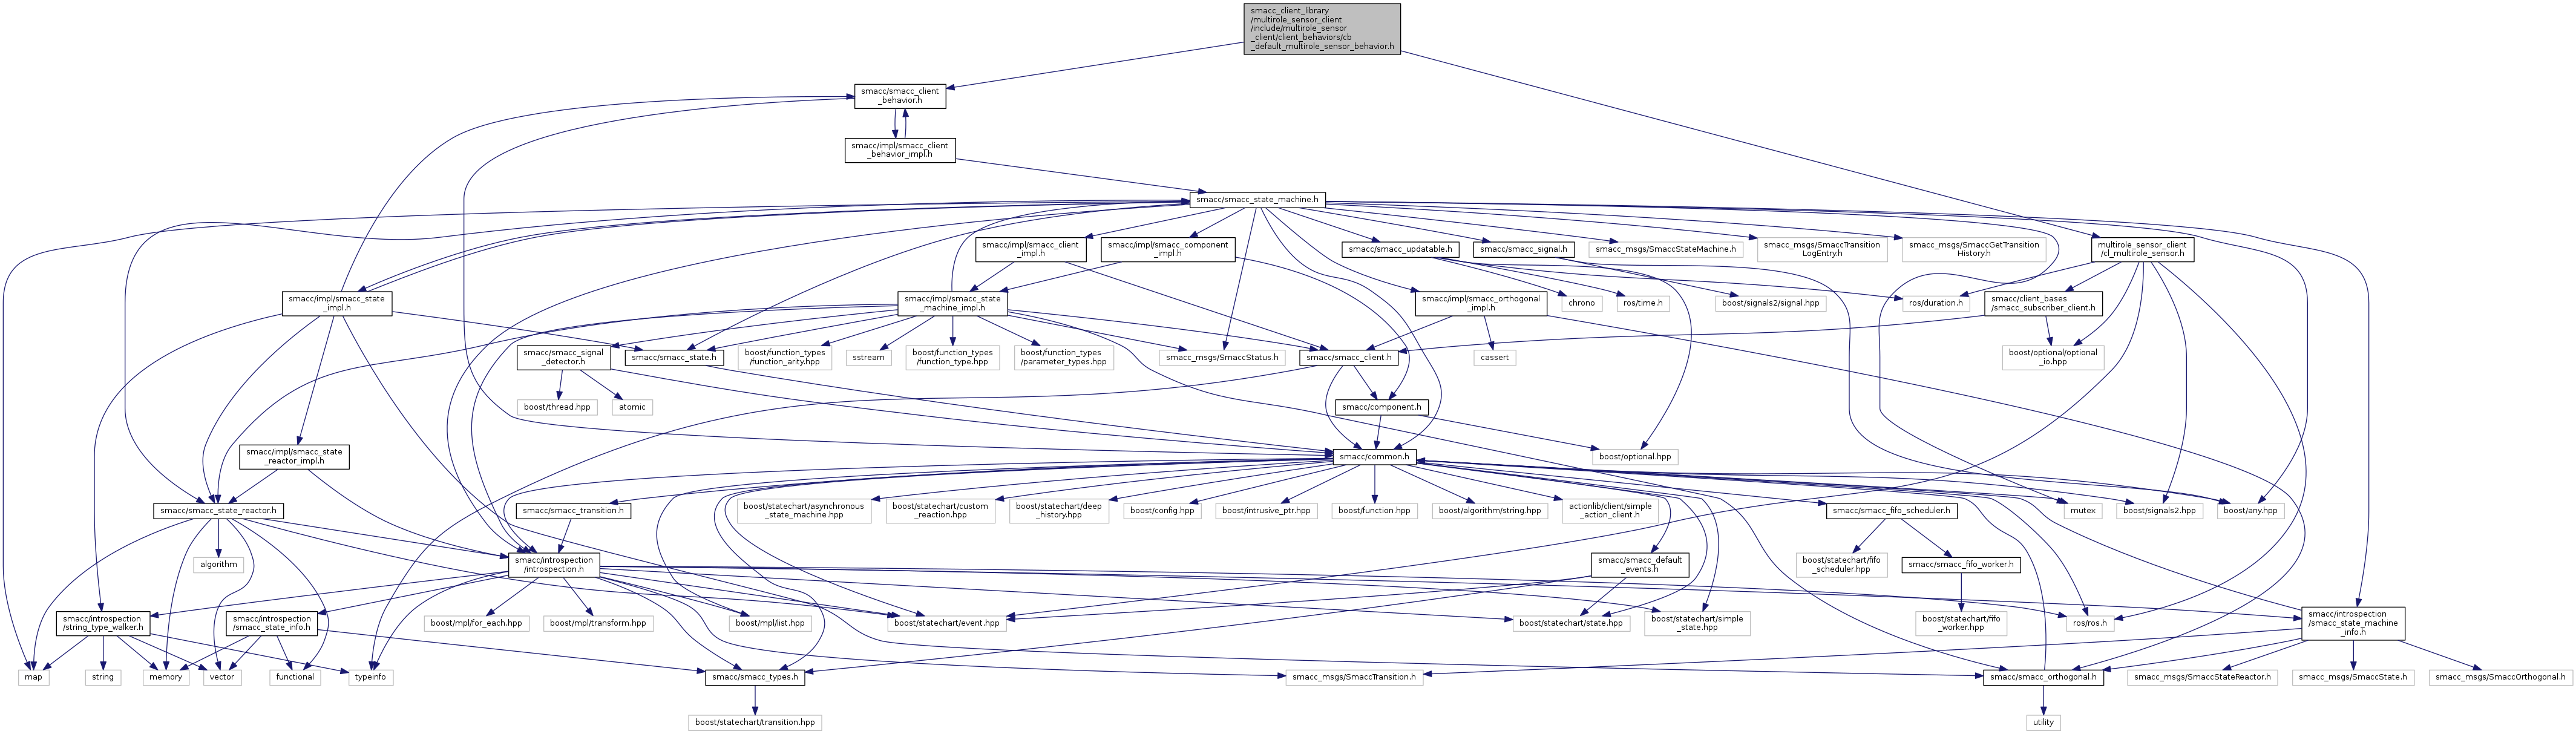 smacc_client_library
/multirole_sensor_client
/include/multirole_sensor
_client/client_behaviors/cb
_default_multirole_sensor_behavior.h
smacc/smacc_client
_behavior.h
smacc/impl/smacc_client
_behavior_impl.h
smacc/smacc_state_machine.h
smacc/impl/smacc_client
_impl.h
smacc/impl/smacc_component
_impl.h
smacc/smacc_updatable.h
smacc/smacc_signal.h
smacc_msgs/SmaccStateMachine.h
smacc_msgs/SmaccTransition
LogEntry.h
smacc_msgs/SmaccGetTransition
History.h
multirole_sensor_client
/cl_multirole_sensor.h
smacc/impl/smacc_state
_impl.h
smacc/impl/smacc_state
_machine_impl.h
smacc/impl/smacc_orthogonal
_impl.h
chrono
ros/time.h
boost/signals2/signal.hpp
ros/duration.h
smacc/client_bases
/smacc_subscriber_client.h
smacc/smacc_signal
_detector.h
smacc/smacc_state.h
boost/function_types
/function_arity.hpp
sstream
boost/function_types
/function_type.hpp
boost/function_types
/parameter_types.hpp
smacc_msgs/SmaccStatus.h
smacc/smacc_client.h
cassert
boost/optional/optional
_io.hpp
boost/thread.hpp
atomic
smacc/component.h
smacc/impl/smacc_state
_reactor_impl.h
smacc/common.h
boost/optional.hpp
smacc/smacc_state_reactor.h
smacc/smacc_transition.h
boost/statechart/asynchronous
_state_machine.hpp
boost/statechart/custom
_reaction.hpp
boost/statechart/deep
_history.hpp
boost/config.hpp
boost/intrusive_ptr.hpp
boost/function.hpp
boost/algorithm/string.hpp
actionlib/client/simple
_action_client.h
smacc/smacc_fifo_scheduler.h
mutex
boost/signals2.hpp
boost/any.hpp
algorithm
smacc/introspection
/introspection.h
smacc/smacc_default
_events.h
boost/statechart/fifo
_scheduler.hpp
smacc/smacc_fifo_worker.h
smacc/introspection
/string_type_walker.h
smacc/introspection
/smacc_state_info.h
boost/mpl/for_each.hpp
boost/mpl/transform.hpp
boost/mpl/list.hpp
boost/statechart/event.hpp
boost/statechart/state.hpp
boost/statechart/simple
_state.hpp
boost/statechart/fifo
_worker.hpp
ros/ros.h
smacc/introspection
/smacc_state_machine
_info.h
map
string
memory
vector
functional
typeinfo
smacc/smacc_types.h
smacc_msgs/SmaccTransition.h
smacc/smacc_orthogonal.h
smacc_msgs/SmaccStateReactor.h
smacc_msgs/SmaccState.h
smacc_msgs/SmaccOrthogonal.h
boost/statechart/transition.hpp
utility